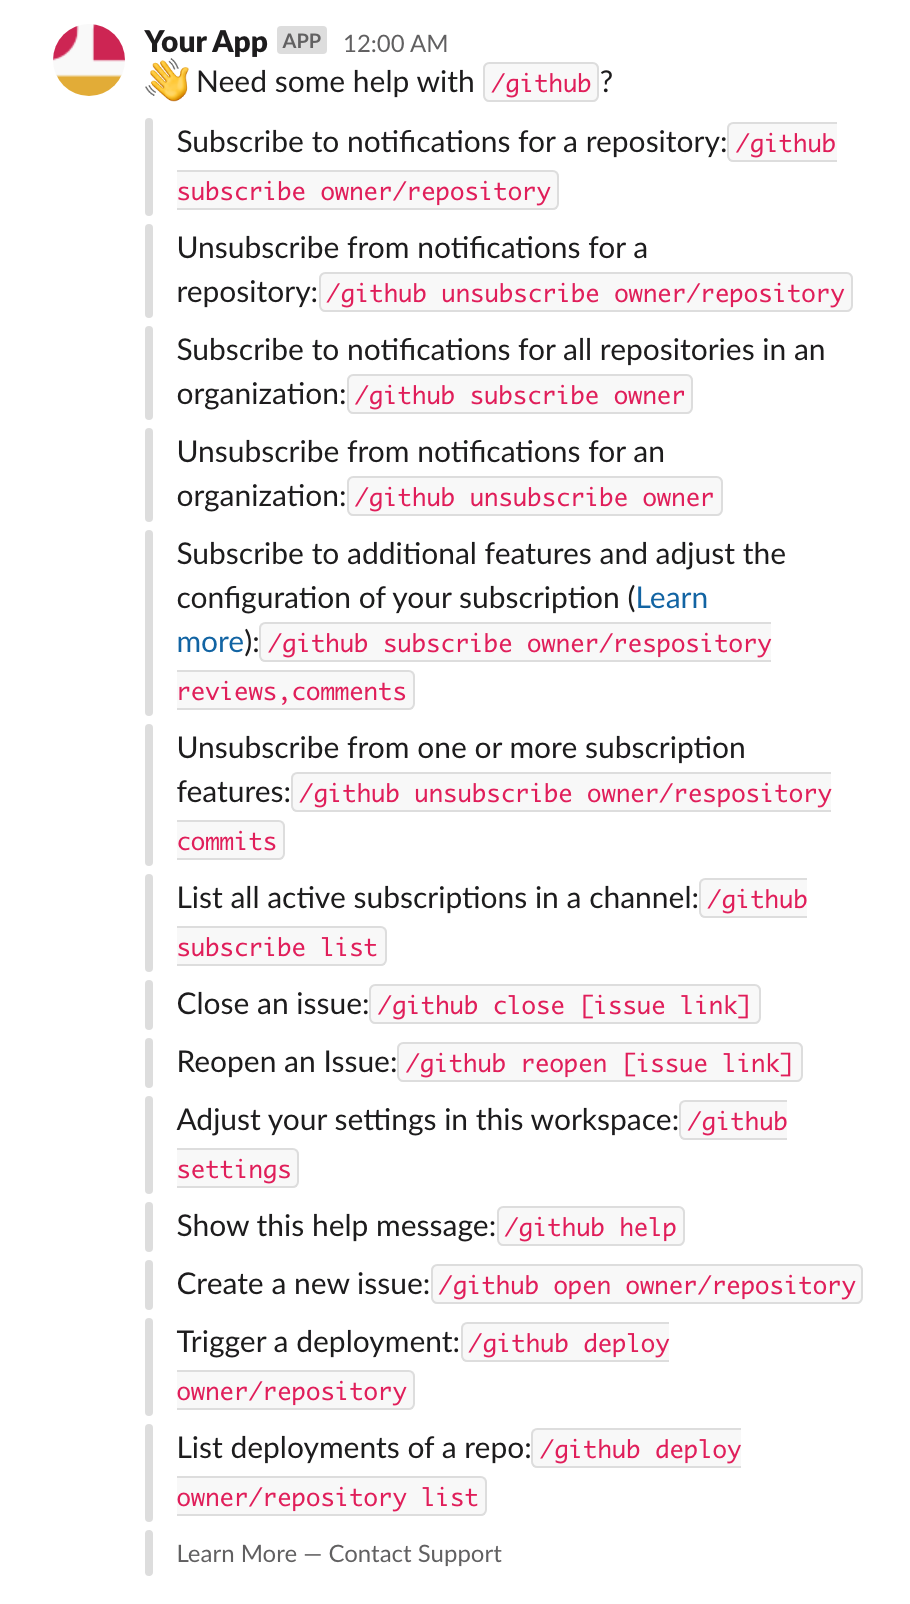 Your App APP 12:00 AM
👋 Need some help with /github?
Subscribe to notifications for a repository: /github
subscribe owner/repository
Unsubscribe from notifications for a
repository: /github unsubscribe owner/repository
Subscribe to notifications for all repositories in an
organization: /github subscribe owner
Unsubscribe from notifications for an
organization: /github unsubscribe owner
Subscribe to additional features and adjust the
configuration of your subscription (Learn
more): /github subscribe owner/respository
reviews,comments
Unsubscribe from one or more subscription
features: /github unsubscribe owner/respository
commits
List all active subscriptions in a channel: /github
subscribe list
Close an issue: /github close [issue link]
Reopen an Issue: /github reopen [issue link]
Adjust your settings in this workspace: /github
settings
Show this help message: /github help
Create a new issue: /github open owner/repository
Trigger a deployment: /github deploy
owner/repository
List deployments of a repo: /github deploy
owner/repository list
Learn More — Contact Support